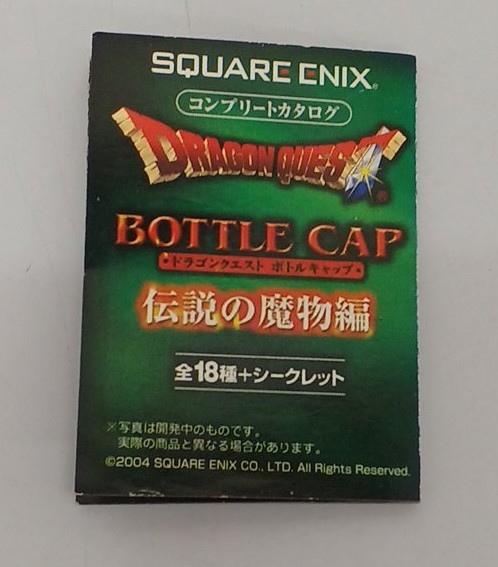 SQUARE ENIX®
コンプリートカタログ
DRAGON QUEST®
BOTTLE CAP
ドラゴンクエスト ボトルキャップ
伝説の魔物編
全18種+シークレット
※写真は開発中のものです。
実際の商品と異なる場合があります。
©2004 SQUARE ENIX CO., LTD. All Rights Reserved.